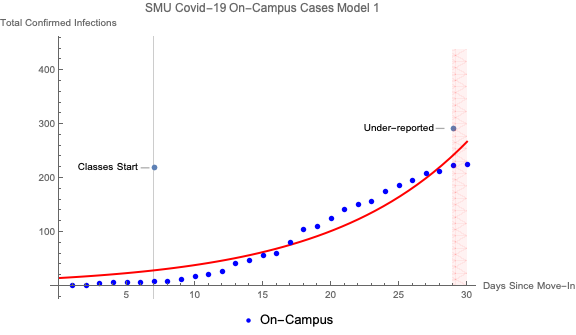 SMU Covid-19 On-Campus Cases Model 1
Total Confirmed Infections
400
300
Under-reported
200
Classes Start
100
Days Since Move-In
5
10
15
20
25
30
On-Campus